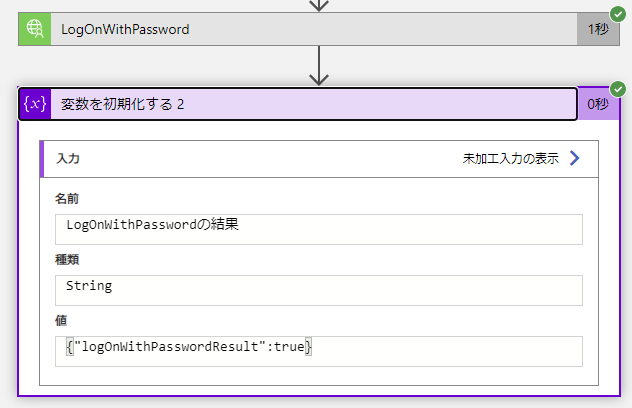 LogOnWithPassword
1秒
{x}
変数を初期化する 2
0秒
入力
未加工入力の表示
名前
LogOnWithPasswordの結果
種類
String
値
{"logOnWithPasswordResult":true}